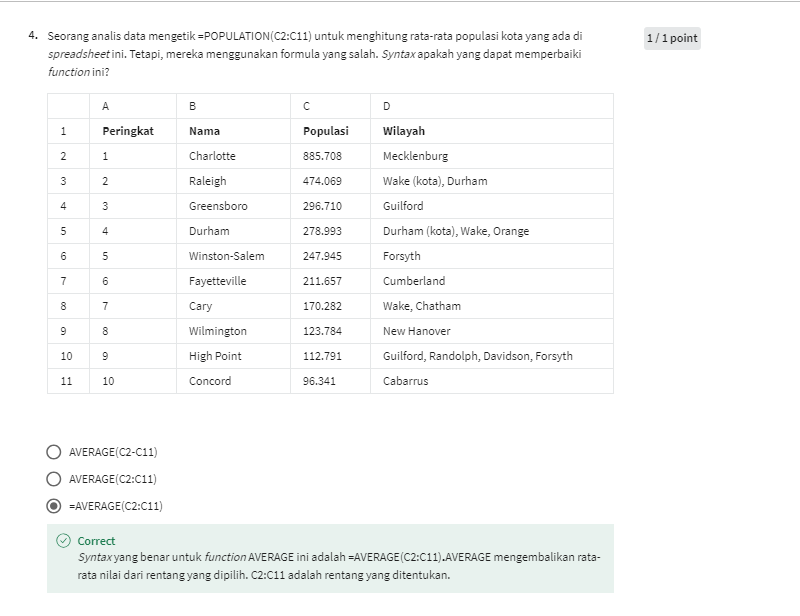 4. Seorang analis data mengetik =POPULATION(C2:C11) untuk menghitung rata-rata populasi kota yang ada di
spreadsheet ini. Tetapi, mereka menggunakan formula yang salah. Syntax apakah yang dapat memperbaiki
function ini?
1 / 1 point
A B C D
1 Peringkat Nama Populasi Wilayah
2 1 Charlotte 885.708 Mecklenburg
3 2 Raleigh 474.069 Wake (kota), Durham
4 3 Greensboro 296.710 Guilford
5 4 Durham 278.993 Durham (kota), Wake, Orange
6 5 Winston-Salem 247.945 Forsyth
7 6 Fayetteville 211.657 Cumberland
8 7 Cary 170.282 Wake, Chatham
9 8 Wilmington 123.784 New Hanover
10 9 High Point 112.791 Guilford, Randolph, Davidson, Forsyth
11 10 Concord 96.341 Cabarrus
AVERAGE(C2-C11)
AVERAGE(C2:C11)
=AVERAGE(C2:C11)
Correct
Syntax yang benar untuk function AVERAGE ini adalah =AVERAGE(C2:C11).AVERAGE mengembalikan rata-
rata nilai dari rentang yang dipilih. C2:C11 adalah rentang yang ditentukan.